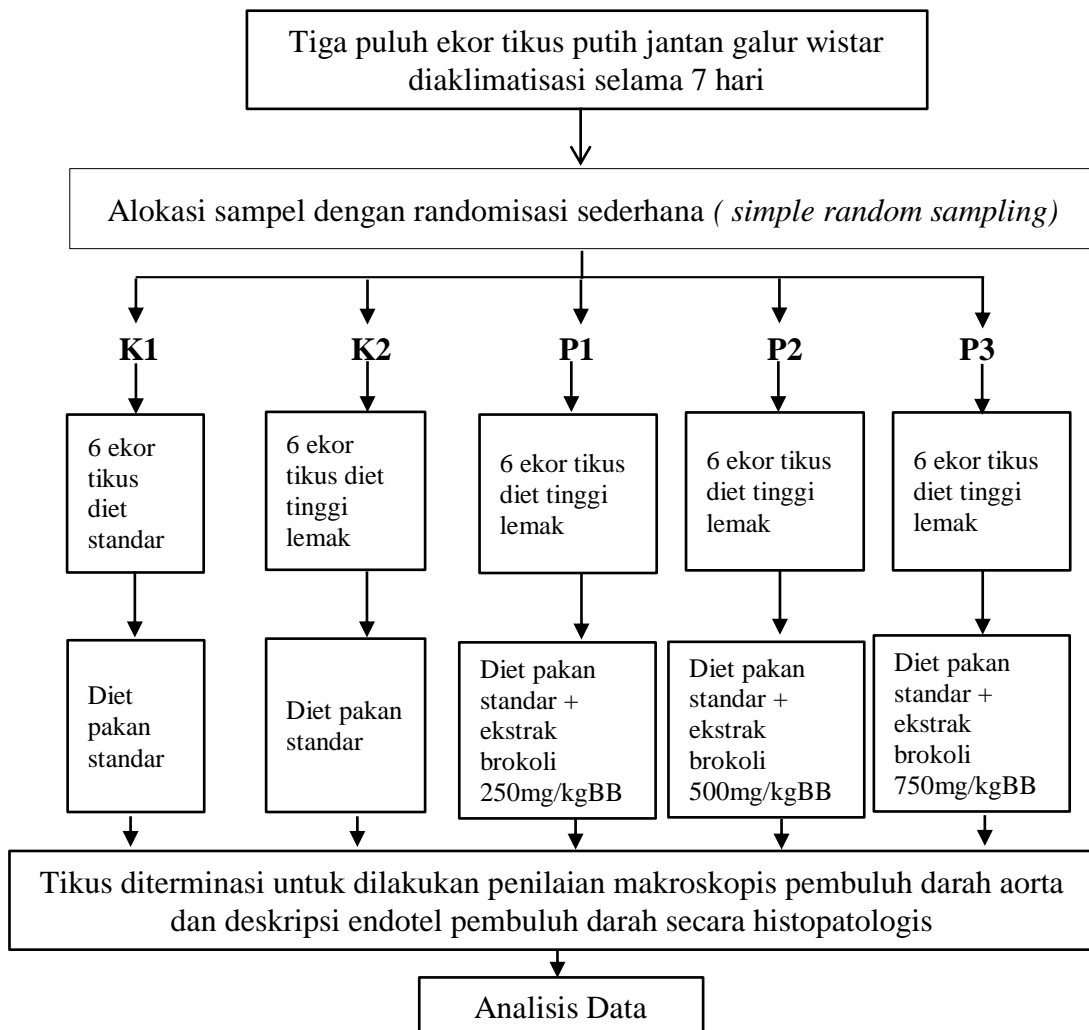 Tiga puluh ekor tikus putih jantan galur wistar
diaklimatisasi selama 7 hari
Alokasi sampel dengan randomisasi sederhana ( simple random sampling)
K1
K2
P1
P2
P3
6 ekor
tikus
diet
standar
6 ekor
tikus diet
tinggi
lemak
6 ekor tikus
diet tinggi
lemak
6 ekor tikus
diet tinggi
lemak
6 ekor tikus
diet tinggi
lemak
Diet
pakan
standar
Diet pakan
standar
Diet pakan
standar +
ekstrak
brokoli
250mg/kgBB
Diet pakan
standar +
ekstrak
brokoli
500mg/kgBB
Diet pakan
standar +
ekstrak
brokoli
750mg/kgBB
Tikus diterminasi untuk dilakukan penilaian makroskopis pembuluh darah aorta
dan deskripsi endotel pembuluh darah secara histopatologis
Analisis Data